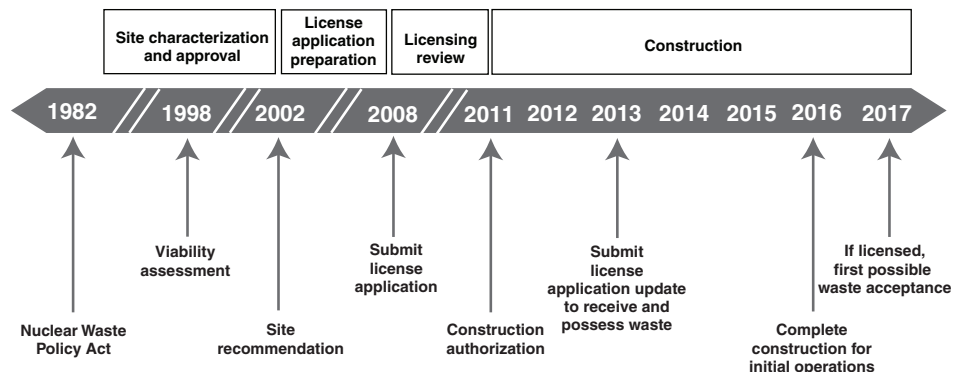 Site characterization
and approval
License
application
preparation
Licensing
review
Construction
1982 1998 2002 2008 2011 2012 2013 2014 2015 2016 2017
Nuclear Waste
Policy Act
Viability
assessment
Site
recommendation
Submit
license
application
Construction
authorization
Submit
license
application update
to receive and
possess waste
Complete
construction for
initial operations
If licensed,
first possible
waste acceptance